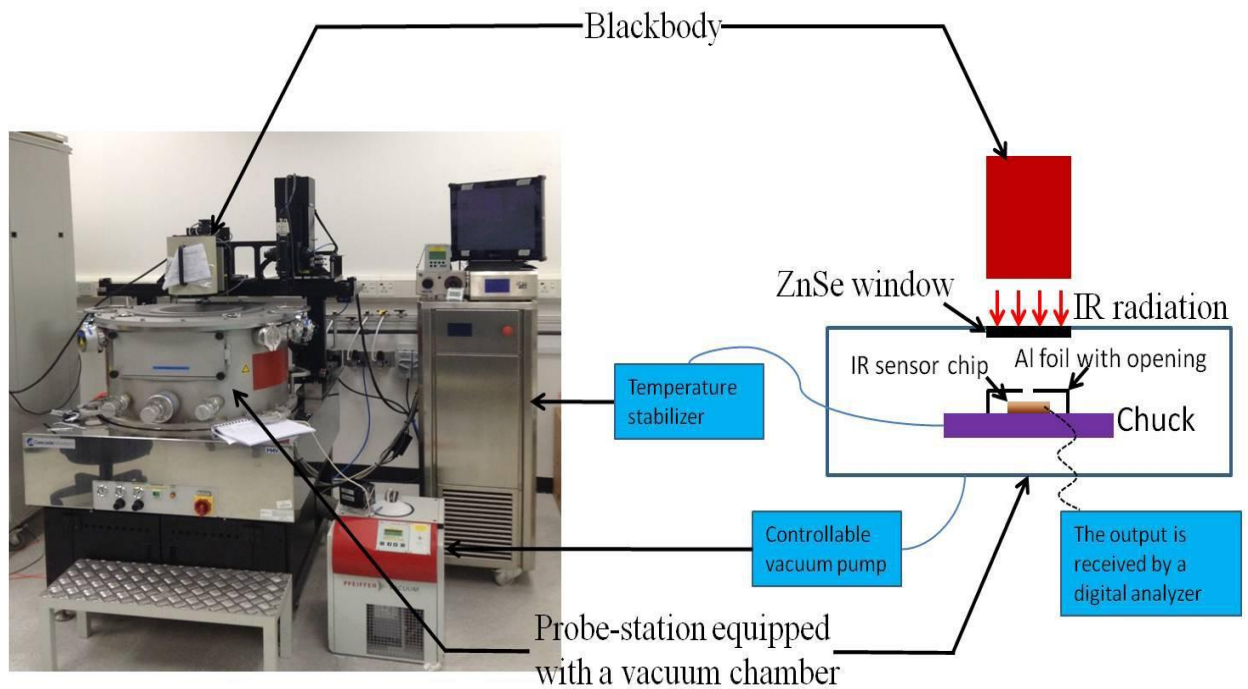 Blackbody
ZnSe window
IR radiation
IR sensor chip
Al foil with opening
Temperature
stabilizer
Chuck
Controllable
vacuum pump
The output is
received by a
digital analyzer
PFEIFFER VACUUM
Probe-station equipped
with a vacuum chamber